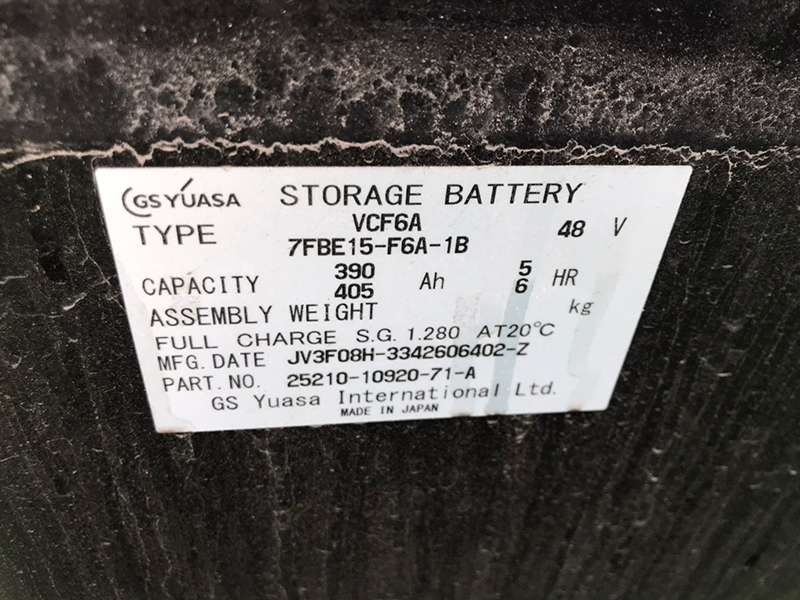 GS YUASA STORAGE BATTERY
TYPE VCF6A 48 V
7FBE15-F6A-1B
CAPACITY 390 Ah 5 HR
405 6
ASSEMBLY WEIGHT kg
FULL CHARGE S.G. 1.280 AT20℃
MFG. DATE JV3F08H-3342606402-Z
PART. NO. 25210-10920-71-A
GS Yuasa International Ltd.
MADE IN JAPAN